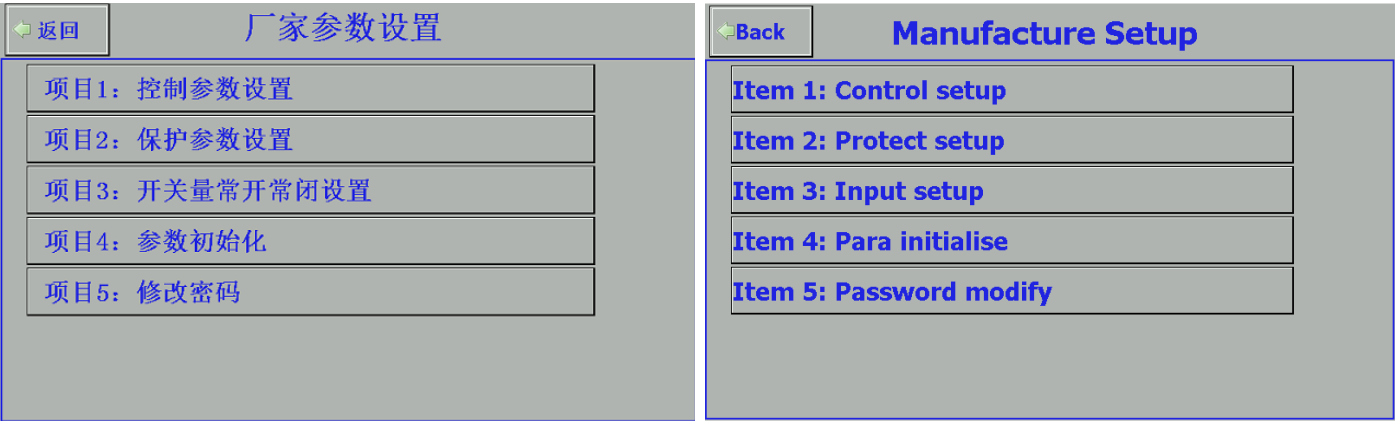 返回
厂家参数设置
项目1：控制参数设置
项目2：保护参数设置
项目3：开关量常开常闭设置
项目4：参数初始化
项目5：修改密码
Back
Manufacture Setup
Item 1: Control setup
Item 2: Protect setup
Item 3: Input setup
Item 4: Para initialise
Item 5: Password modify